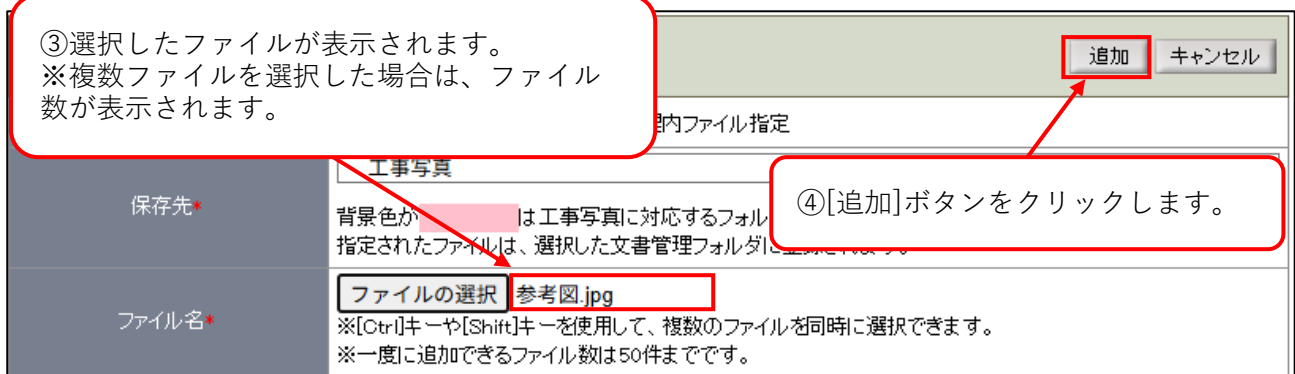 ③選択したファイルが表示されます。
※複数ファイルを選択した場合は、ファイル
数が表示されます。
追加 キャンセル
内ファイル指定
④[追加]ボタンをクリックします。
保存先*
工事写真
背景色が は工事写真に対応するフォル
指定されたファイルは、選択した文書管理フォルダに
ファイル名*
ファイルの選択 参考図.jpg
※[Ctrl]キーや[Shift]キーを使用して、複数のファイルを同時に選択できます。
※一度に追加できるファイル数は50件までです。